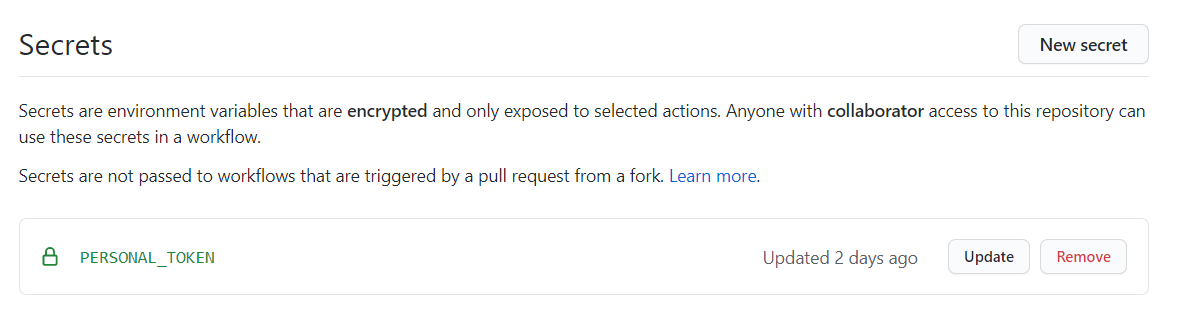 Secrets
New secret
Secrets are environment variables that are encrypted and only exposed to selected actions. Anyone with collaborator access to this repository can
use these secrets in a workflow.
Secrets are not passed to workflows that are triggered by a pull request from a fork. Learn more.
PERSONAL_TOKEN
Updated 2 days ago
Update
Remove